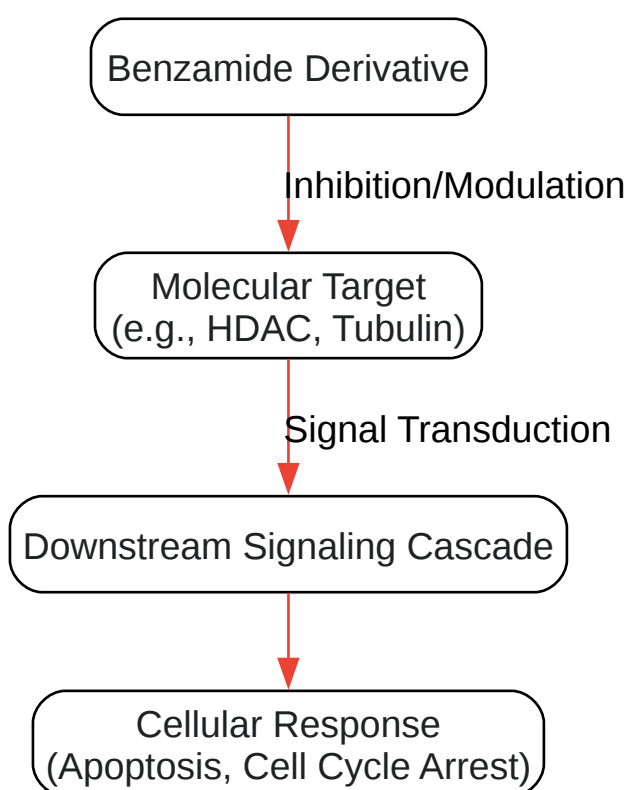 Benzamide Derivative
Inhibition/Modulation
Molecular Target
(e.g., HDAC, Tubulin)
Signal Transduction
Downstream Signaling Cascade
Cellular Response
(Apoptosis, Cell Cycle Arrest)